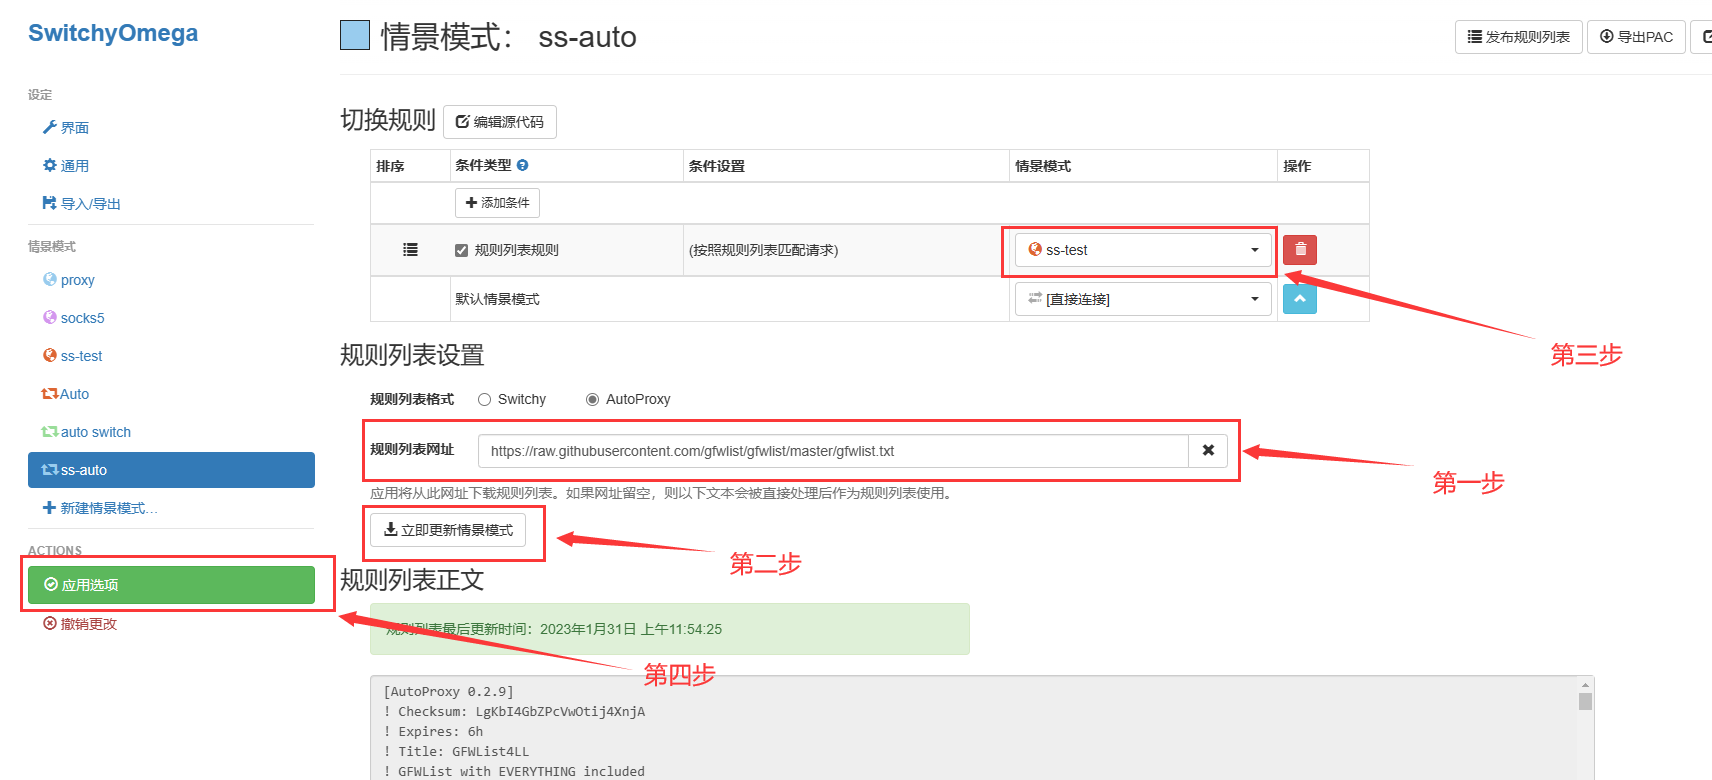 SwitchyOmega
情景模式： ss-auto
发布规则列表
导出PAC
设定
界面
通用
导入/导出
情景模式
proxy
socks5
ss-test
Auto
auto switch
ss-auto
新建情景模式…
ACTIONS
应用选项
撤销更改
切换规则 编辑源代码
排序 条件类型 条件设置 情景模式 操作
添加条件
规则列表规则 (按照规则列表匹配请求) ss-test
默认情景模式 [直接连接]
第三步
规则列表设置
规则列表格式 Switchy AutoProxy
规则列表网址 https://raw.githubusercontent.com/gfwlist/gfwlist/master/gfwlist.txt
第一步
应用将从此网址下载规则列表。如果网址留空，则以下文本会被直接处理后作为规则列表使用。
立即更新情景模式
第二步
规则列表正文
规则列表最后更新时间：2023年1月31日 上午11:54:25
第四步
[AutoProxy 0.2.9]
! Checksum: LgKbI4GbZPcVwOtij4XnjA
! Expires: 6h
! Title: GFWList4LL
! GFWList with EVERYTHING included